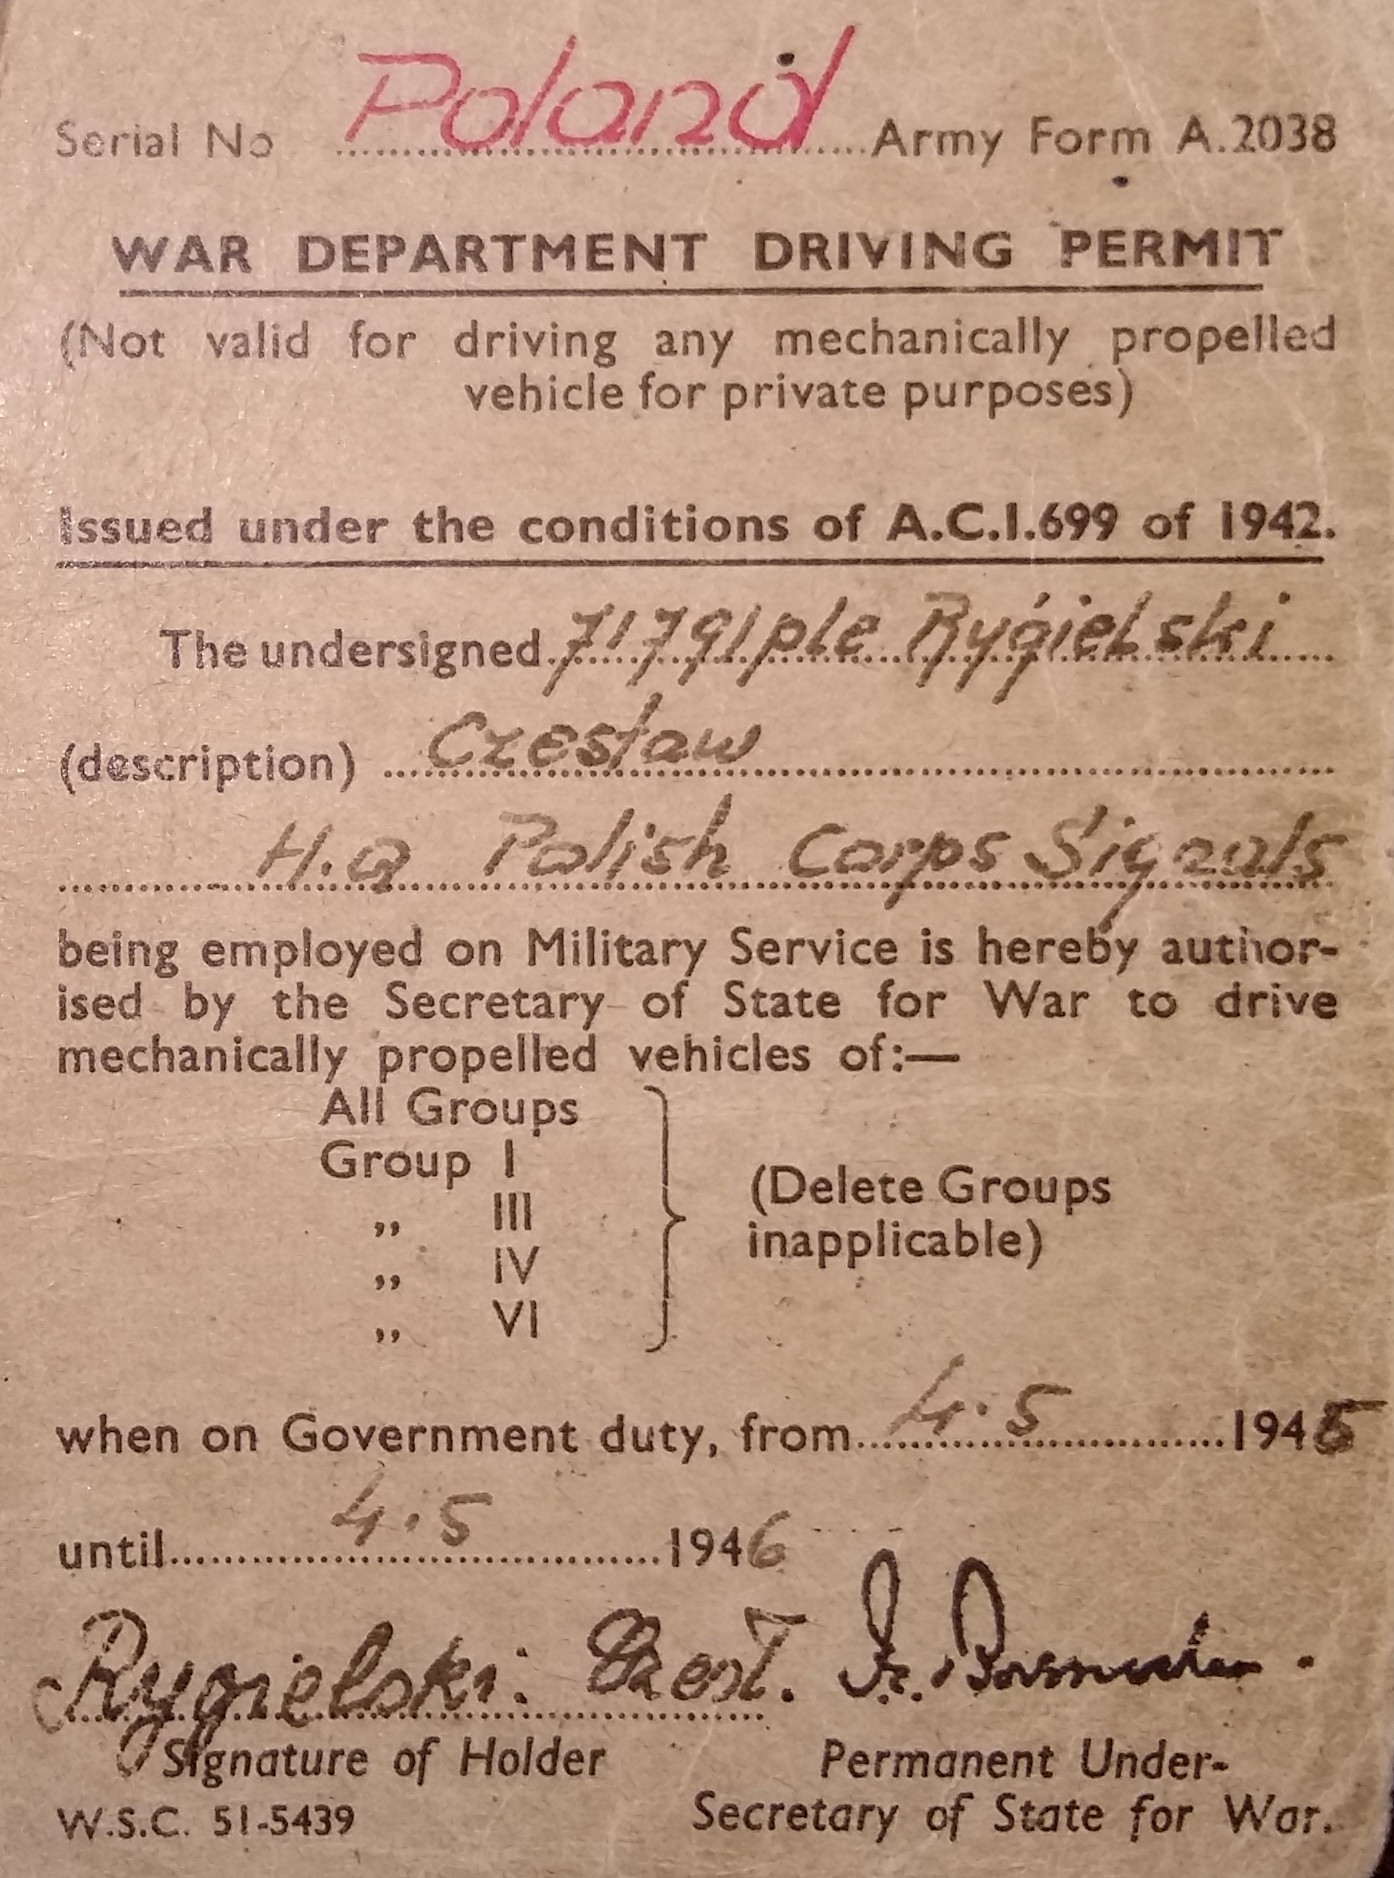 Serial No Poland Army Form A.2038
WAR DEPARTMENT DRIVING PERMIT
(Not valid for driving any mechanically propelled
vehicle for private purposes)
Issued under the conditions of A.C.I.699 of 1942.
The undersigned 71791 ple Rygielski
(description) Czesław
H.Q Polish Corps Signals
being employed on Military Service is hereby author-
ised by the Secretary of State for War to drive
mechanically propelled vehicles of:—
All Groups
Group I
„ III
„ IV
„ VI
(Delete Groups
inapplicable)
when on Government duty, from 4.5 1945
until 4.5 1946
Rygielski
Signature of Holder
Permanent Under-
Secretary of State for War.
W.S.C. 51-5439